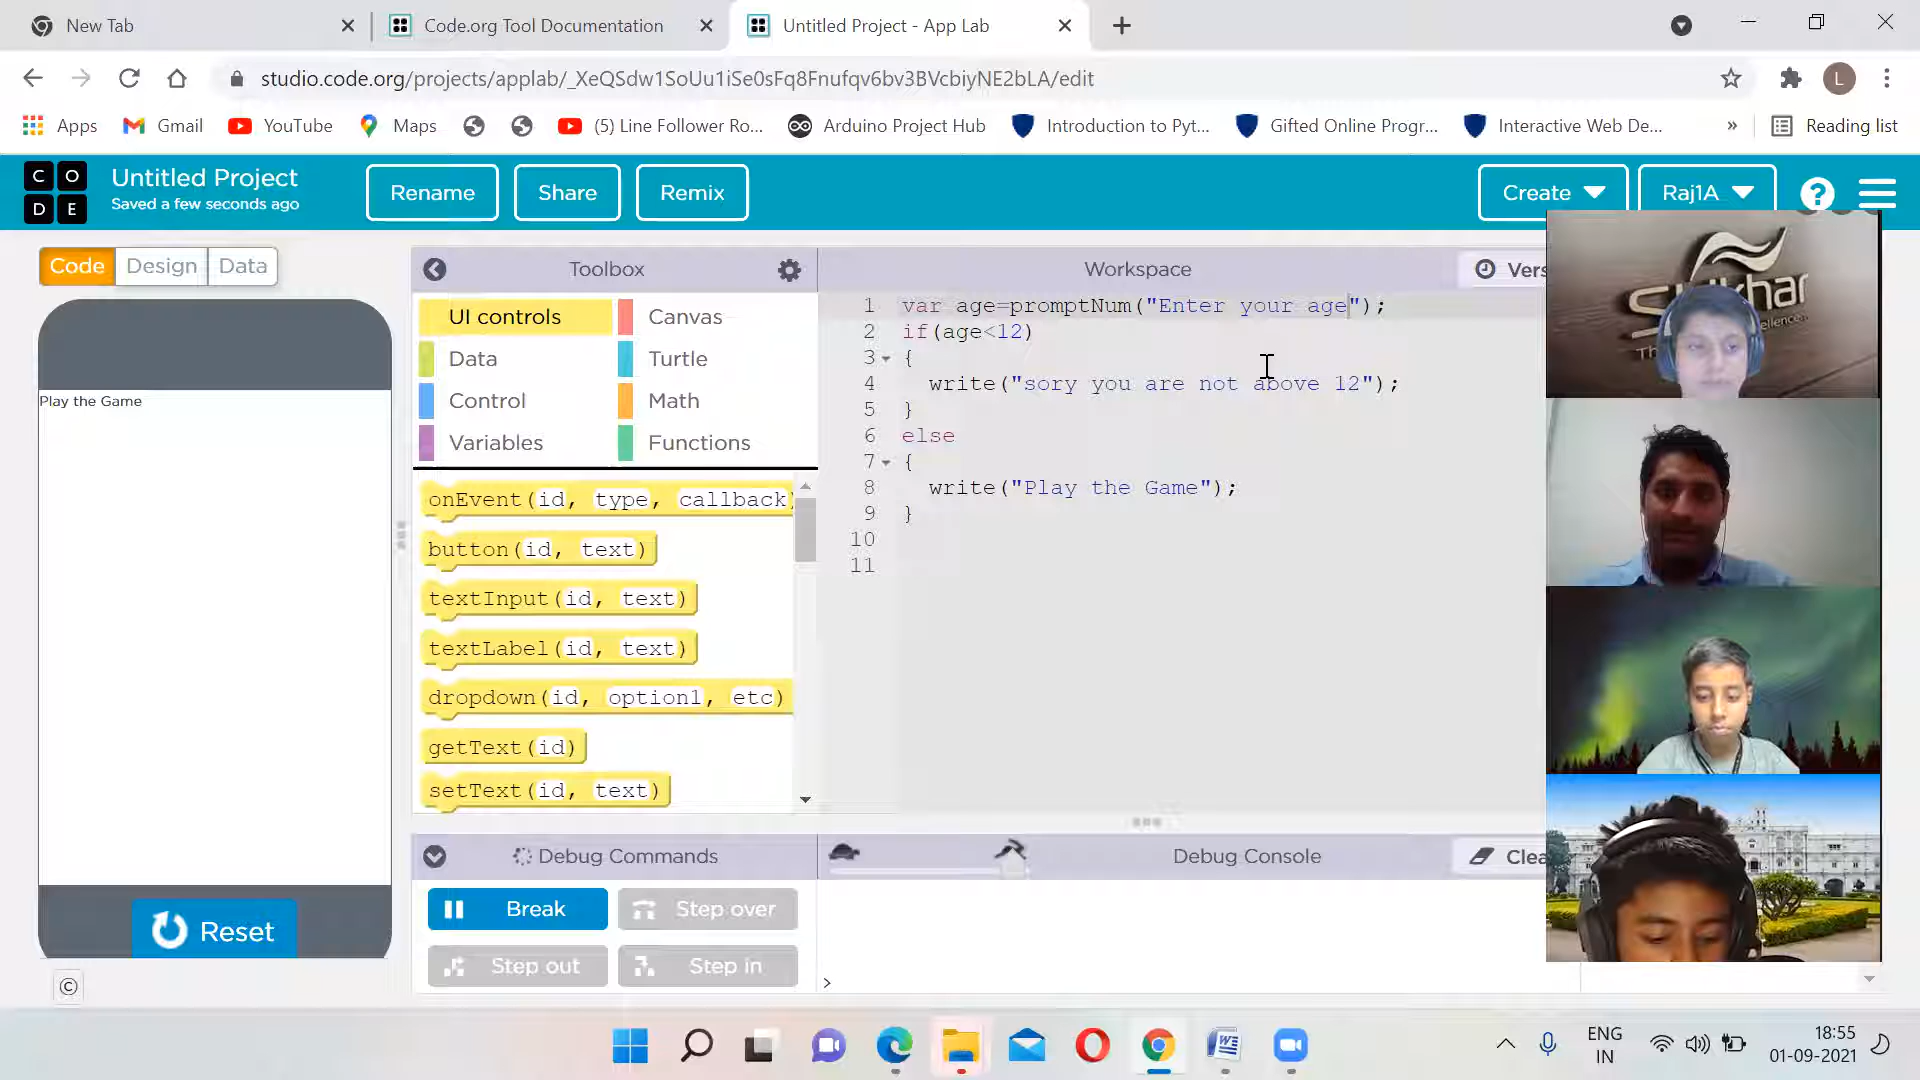 New Tab
Code.org Tool Documentation
Untitled Project - App Lab
studio.code.org/projects/applab/_XeQSdw1SoUu1iSe0sFq8Fnufqv6bv3BVcbiyNE2bLA/edit
L
Apps
Gmail
YouTube
Maps
(5) Line Follower Ro...
Arduino Project Hub
Introduction to Pyt...
Gifted Online Progr...
Interactive Web De...
»
Reading list
C O
D E
Untitled Project
Saved a few seconds ago
Rename
Share
Remix
Create
Raj1A
?
Code
Design
Data
Toolbox
Workspace
Vers
UI controls
Canvas
Data
Turtle
Control
Math
Variables
Functions
onEvent(id, type, callback)
button(id, text)
textInput(id, text)
textLabel(id, text)
dropdown(id, option1, etc)
getText(id)
setText(id, text)
1 var age=promptNum("Enter your age");
2 if(age<12)
3 {
4 write("sory you are not above 12");
5 }
6 else
7 {
8 write("Play the Game");
9 }
10
11
Play the Game
Reset
©
Debug Commands
Debug Console
Clea
Break
Step over
Step out
Step in
>
ENG
IN
18:55
01-09-2021